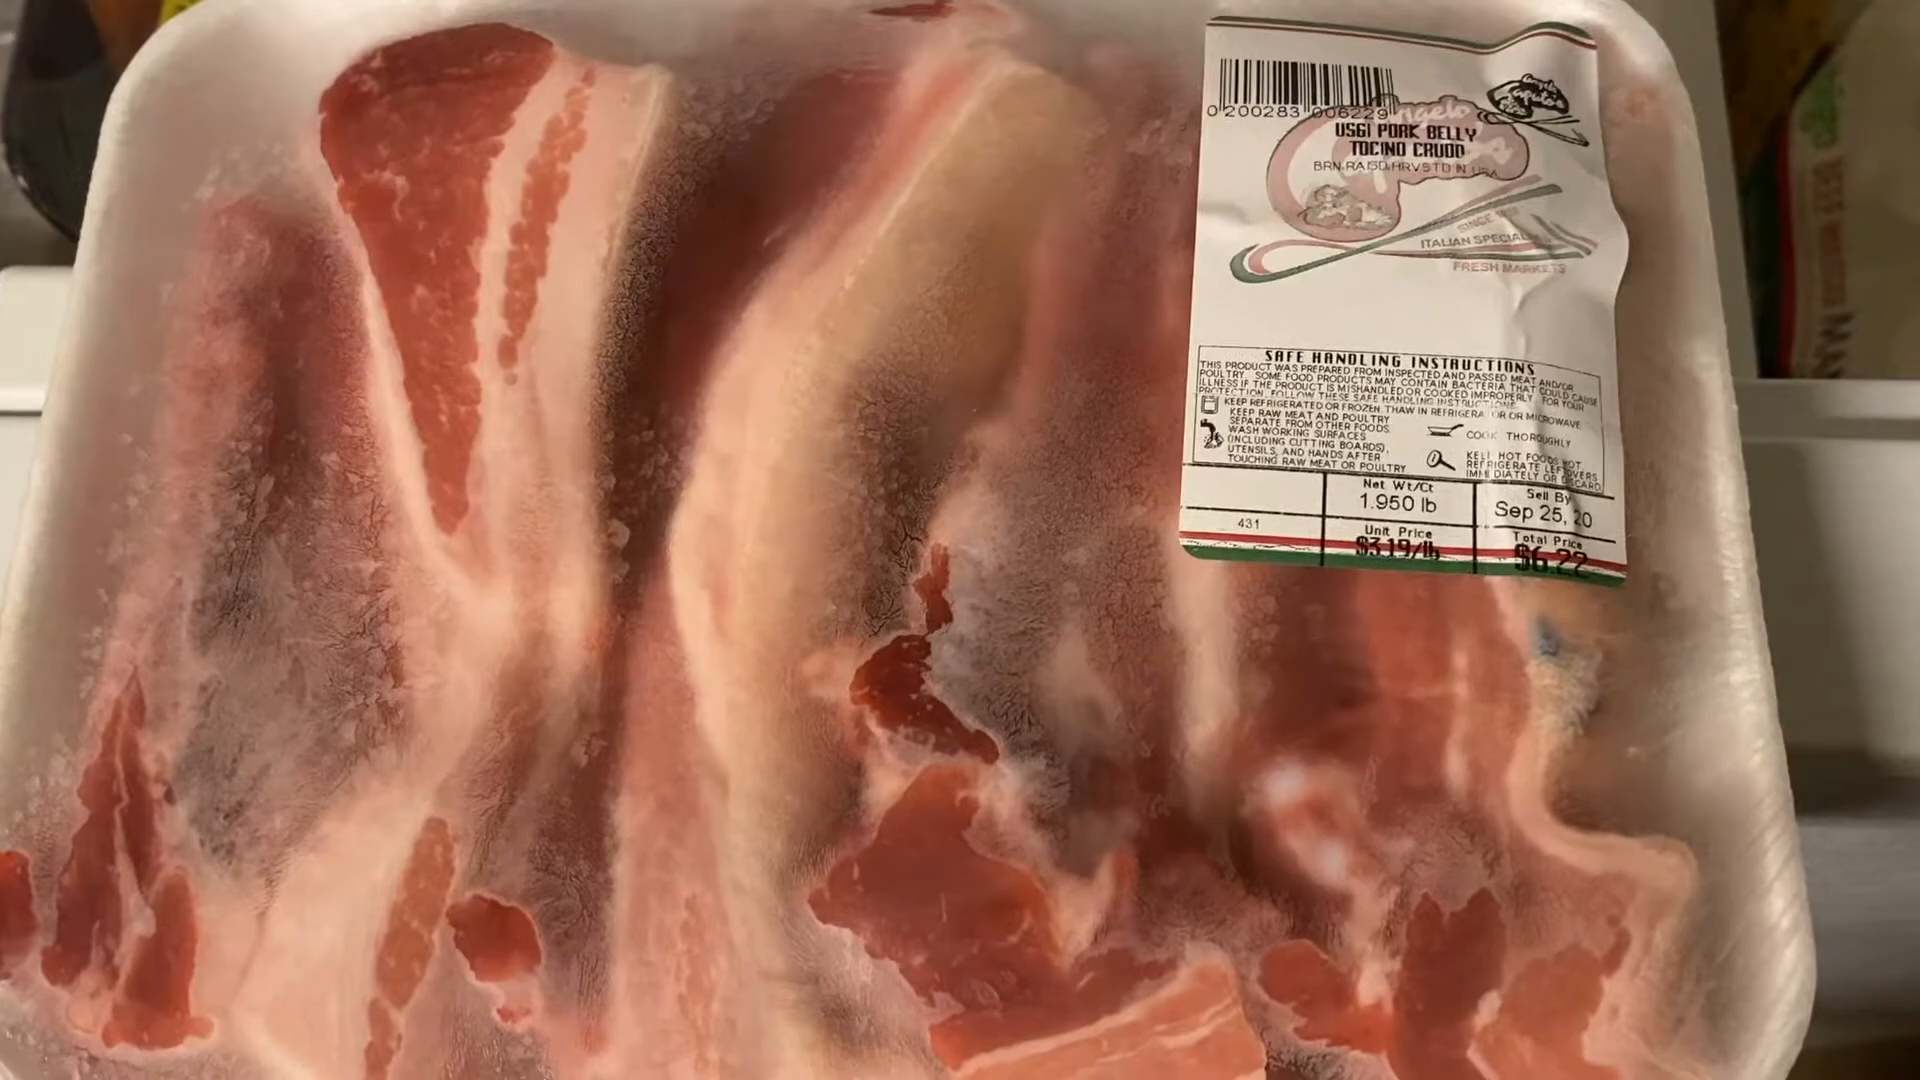 0 200283 006229
Angelo
Caputo's
USGI PORK BELLY
TOCINO CRUDO
BRN,RAISD,HRVSTD IN USA
SINCE
ITALIAN SPECIAL
FRESH MARKETS
SAFE HANDLING INSTRUCTIONS
THIS PRODUCT WAS PREPARED FROM INSPECTED AND PASSED MEAT AND/OR
POULTRY. SOME FOOD PRODUCTS MAY CONTAIN BACTERIA THAT COULD CAUSE
ILLNESS IF THE PRODUCT IS MISHANDLED OR COOKED IMPROPERLY. FOR YOUR
PROTECTION, FOLLOW THESE SAFE HANDLING INSTRUCTIONS.
KEEP REFRIGERATED OR FROZEN. THAW IN REFRIGERATOR OR MICROWAVE.
KEEP RAW MEAT AND POULTRY
SEPARATE FROM OTHER FOODS.
WASH WORKING SURFACES
(INCLUDING CUTTING BOARDS),
UTENSILS, AND HANDS AFTER
TOUCHING RAW MEAT OR POULTRY
COOK THOROUGHLY
KEEP HOT FOODS HOT.
REFRIGERATE LEFTOVERS
IMMEDIATELY OR DISCARD
Net Wt/Ct
1.950 lb
Sell By
Sep 25, 20
431
Unit Price
$3.19/lb
Total Price
$6.22